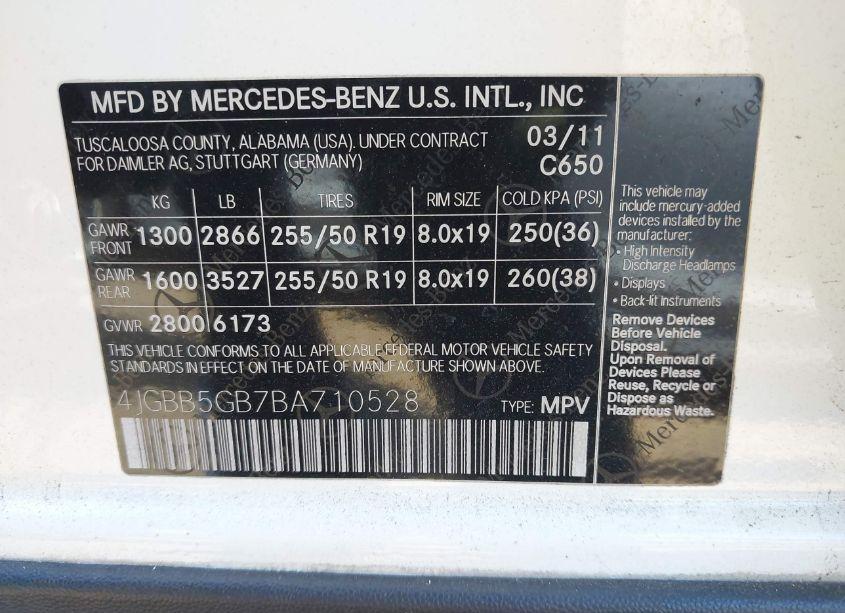 MFD BY MERCEDES-BENZ U.S. INTL., INC
TUSCALOOSA COUNTY, ALABAMA (USA). UNDER CONTRACT
FOR DAIMLER AG, STUTTGART (GERMANY)
03/11
C650
KG LB TIRES RIM SIZE COLD KPA (PSI)
GAWR FRONT 1300 2866 255/50 R19 8.0x19 250(36)
GAWR REAR 1600 3527 255/50 R19 8.0x19 260(38)
GVWR 2800 6173
THIS VEHICLE CONFORMS TO ALL APPLICABLE FEDERAL MOTOR VEHICLE SAFETY
STANDARDS IN EFFECT ON THE DATE OF MANUFACTURE SHOWN ABOVE.
4JGBB5GB7BA710528 TYPE: MPV
This vehicle may
include mercury-added
devices installed by the
manufacturer:
• High Intensity
Discharge Headlamps
• Displays
• Back-lit Instruments
Remove Devices
Before Vehicle
Disposal.
Upon Removal of
Devices Please
Reuse, Recycle or
Dispose as
Hazardous Waste.